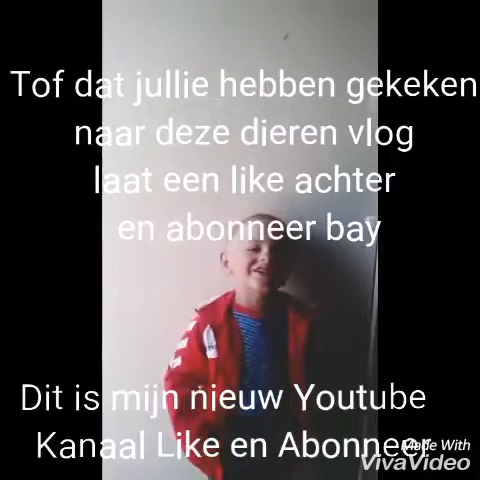 Tof dat jullie hebben gekeken
naar deze dieren vlog
laat een like achter
en abonneer bay
Dit is mijn nieuw Youtube
Kanaal Like en Abonneer
Made With
VivaVideo